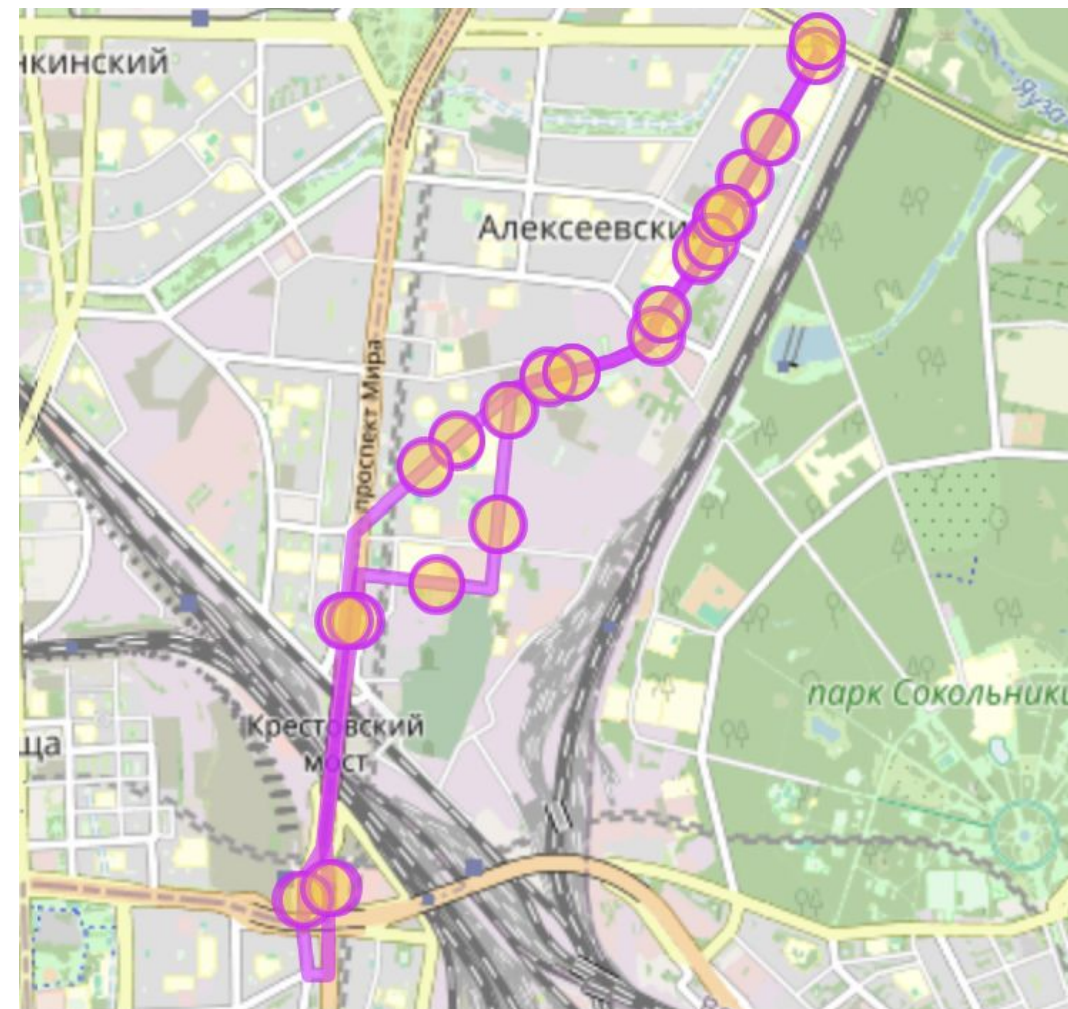 нкинский
Яуза
Алексеевски
проспект Мира
парк Сокольники
Крестовский
мост
ща